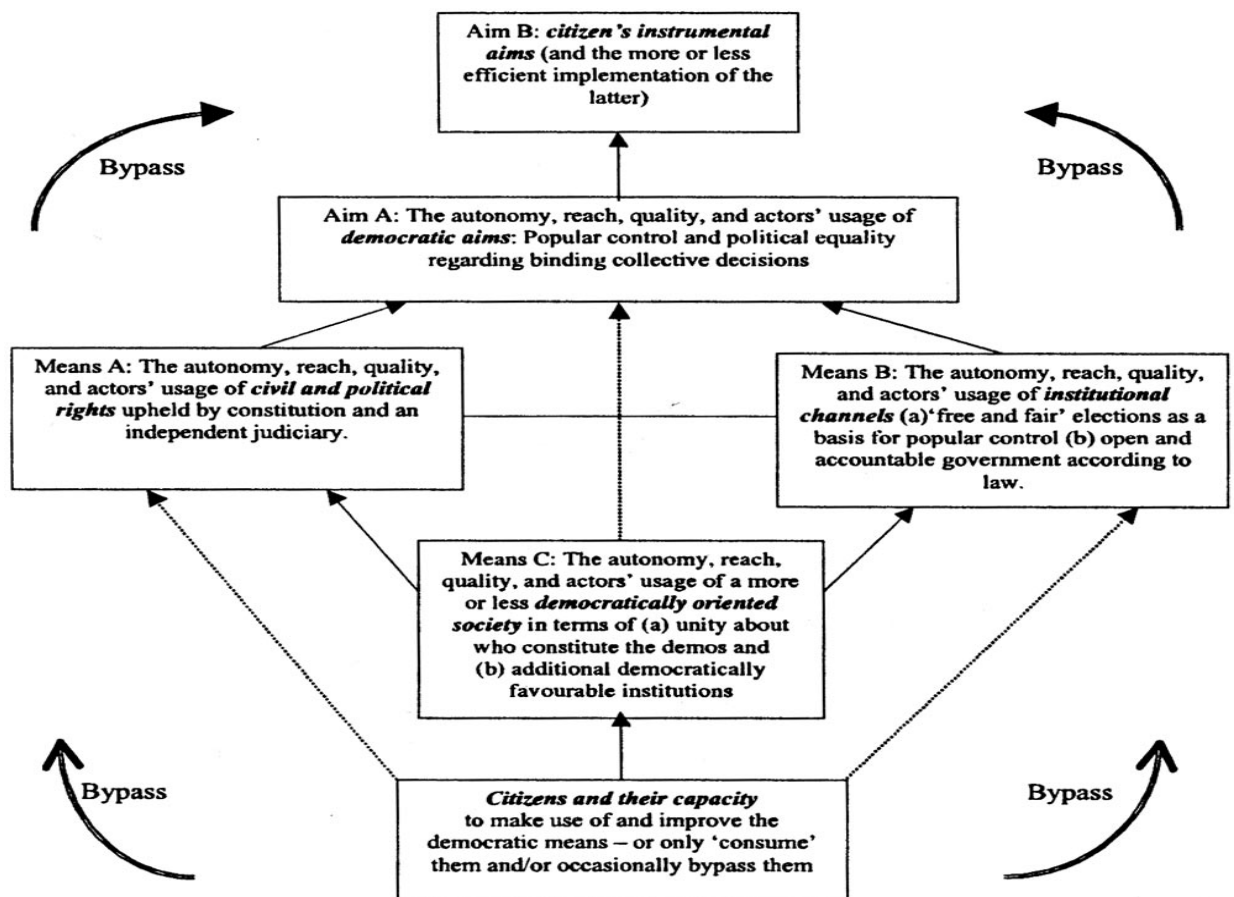 Aim B: citizen's instrumental
aims (and the more or less
efficient implementation of the
latter)
Bypass
Bypass
Aim A: The autonomy, reach, quality, and actors' usage of
democratic aims: Popular control and political equality
regarding binding collective decisions
Means A: The autonomy, reach, quality,
and actors' usage of civil and political
rights upheld by constitution and an
independent judiciary.
Means B: The autonomy, reach, quality,
and actors' usage of institutional
channels (a)'free and fair' elections as a
basis for popular control (b) open and
accountable government according to
law.
Means C: The autonomy, reach,
quality, and actors' usage of a more
or less democratically oriented
society in terms of (a) unity about
who constitute the demos and
(b) additional democratically
favourable institutions
Bypass
Bypass
Citizens and their capacity
to make use of and improve the
democratic means – or only 'consume'
them and/or occasionally bypass them